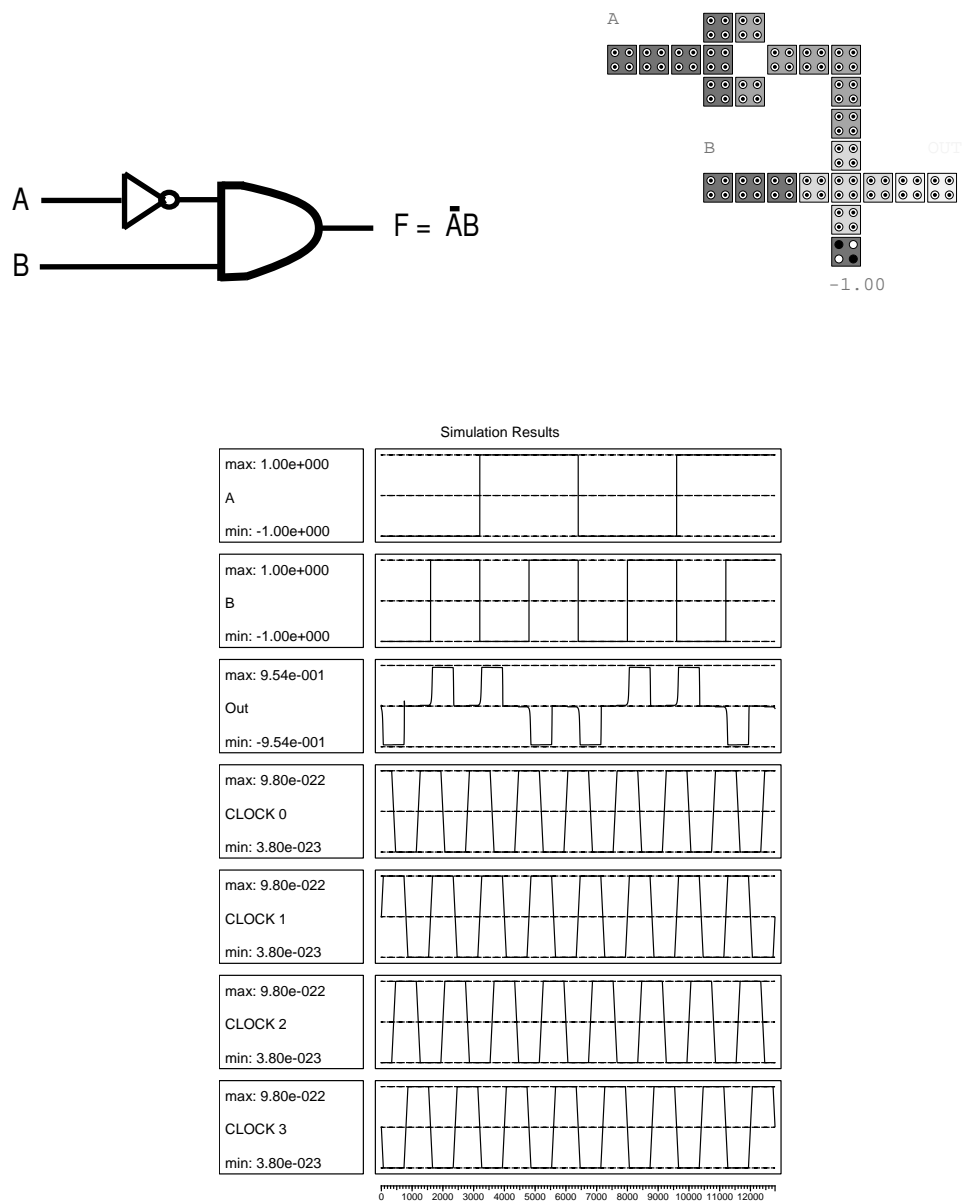 A
B
F = ĀB
A
B
OUT
-1.00
Simulation Results
max: 1.00e+000
A
min: -1.00e+000
max: 1.00e+000
B
min: -1.00e+000
max: 9.54e-001
Out
min: -9.54e-001
max: 9.80e-022
CLOCK 0
min: 3.80e-023
max: 9.80e-022
CLOCK 1
min: 3.80e-023
max: 9.80e-022
CLOCK 2
min: 3.80e-023
max: 9.80e-022
CLOCK 3
min: 3.80e-023
0 1000 2000 3000 4000 5000 6000 7000 8000 9000 10000 11000 12000